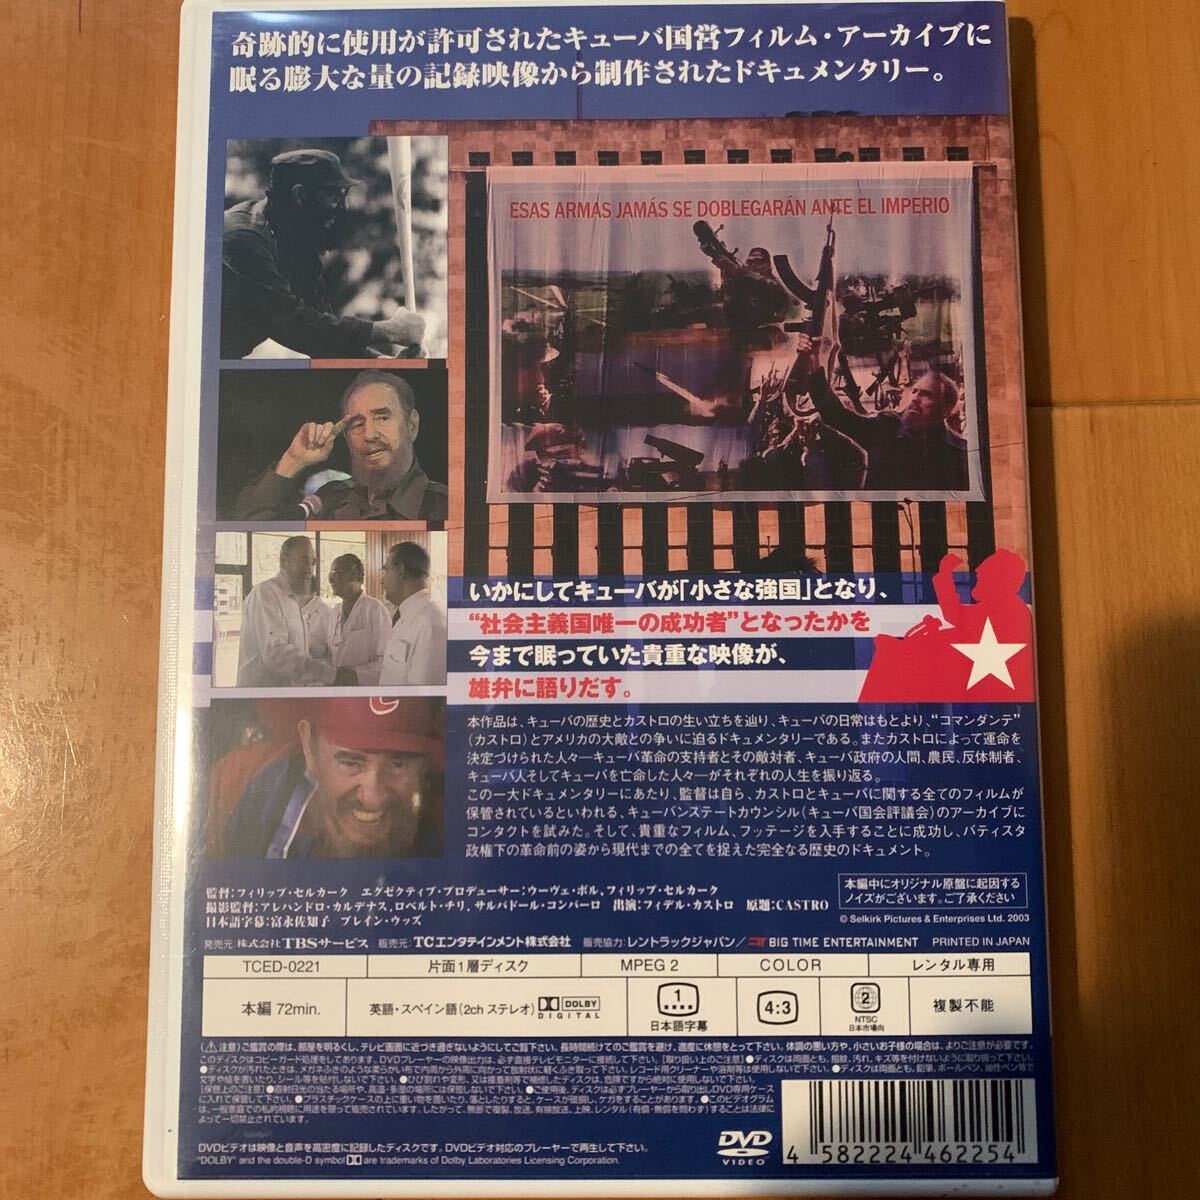 奇跡的に使用が許可されたキューバ国営フィルム・アーカイブに
眠る膨大な量の記録映像から制作されたドキュメンタリー。
ESAS ARMAS JAMÁS SE DOBLEGARÁN ANTE EL IMPERIO
いかにしてキューバが「小さな強国」となり、
“社会主義国唯一の成功者”となったかを
今まで眠っていた貴重な映像が、
雄弁に語りだす。
本作品は、キューバの歴史とカストロの生い立ちを辿り、キューバの日常はもとより、“コマンダンテ”
(カストロ)とアメリカの大敵との争いに迫るドキュメンタリーである。またカストロによって運命を
決定づけられた人々―キューバ革命の支持者とその敵対者、キューバ政府の人間、農民、反体制者、
キューバ人そしてキューバを亡命した人々―がそれぞれの人生を振り返る。
この一大ドキュメンタリーにあたり、監督は自ら、カストロとキューバに関する全てのフィルムが
保管されているといわれる、キューバンステートカウンシル(キューバ国会評議会)のアーカイブに
コンタクトを試みた。そして、貴重なフィルム、フッテージを入手することに成功し、バティスタ
政権下の革命前の姿から現代までの全てを捉えた完全なる歴史のドキュメント。
監督：フィリップ・セルカーク エグゼクティブ・プロデューサー：ウーヴェ・ボル、フィリップ・セルカーク
撮影監督：アレハンドロ・カルデナス、ロベルト・チリ、サルバドール・コンバーロ 出演：フィデル・カストロ 原題：CASTRO
日本語字幕：富永佐知子 ブレイン・ウッズ
本編中にオリジナル原盤に起因する
ノイズがございます。ご了承ください
© Selkirk Pictures & Enterprises Ltd. 2003
発売元：株式会社TBSサービス 販売元：TCエンタテインメント株式会社 販売協力：レントラックジャパン／BIG TIME ENTERTAINMENT PRINTED IN JAPAN
TCED-0221 片面1層ディスク MPEG 2 COLOR レンタル専用
本編 72min. 英語・スペイン語(2ch ステレオ) DOLBY DIGITAL 1 日本語字幕 4:3 2 NTSC 日本市場向 複製不能
DVDビデオは映像と音声を高密度に記録したディスクです。DVDビデオ対応のプレーヤーで再生して下さい。
"DOLBY" and the double-D symbol are trademarks of Dolby Laboratories Licensing Corporation.
DVD VIDEO
4 582224 462254